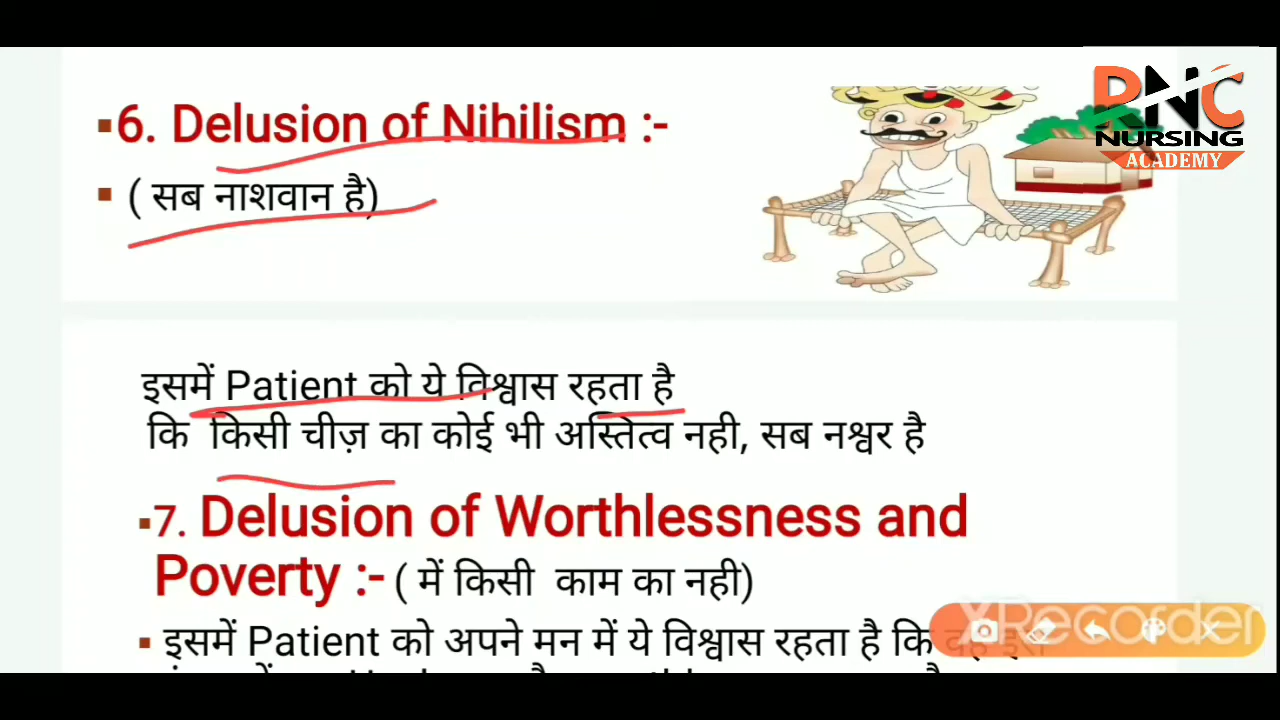 6. Delusion of Nihilism :-
( सब नाशवान है)
RNC
NURSING
ACADEMY
इसमें Patient को ये विश्वास रहता है
कि किसी चीज़ का कोई भी अस्तित्व नही, सब नश्वर है
7. Delusion of Worthlessness and
Poverty :- ( में किसी काम का नही)
XRecorder
इसमें Patient को अपने मन में ये विश्वास रहता है कि